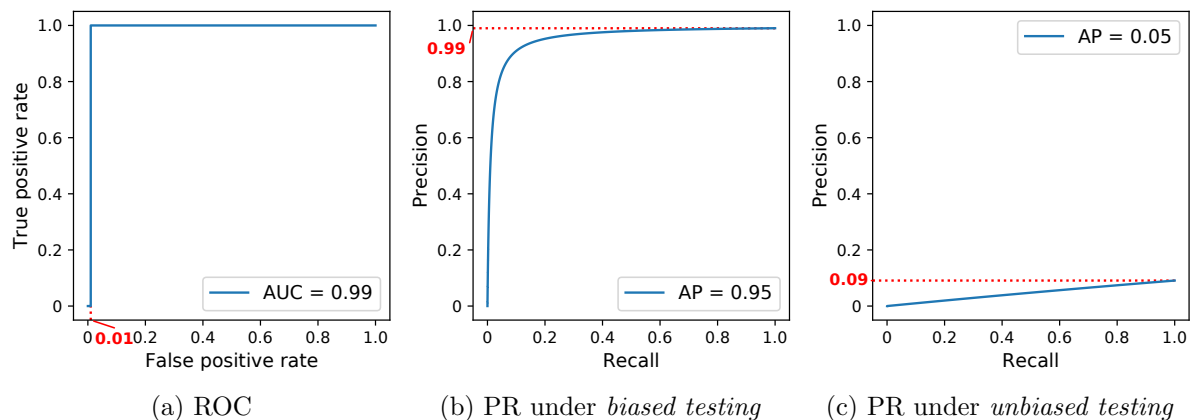 1.0
0.8
0.6
0.4
0.2
0
True positive rate
0.01
0 0.2 0.4 0.6 0.8 1.0
False positive rate
AUC = 0.99
(a) ROC
1.0
0.99
0.8
0.6
0.4
0.2
0
Precision
0 0.2 0.4 0.6 0.8 1.0
Recall
AP = 0.95
(b) PR under biased testing
1.0
0.8
0.6
0.4
0.2
0.09
0
Precision
0 0.2 0.4 0.6 0.8 1.0
Recall
AP = 0.05
(c) PR under unbiased testing